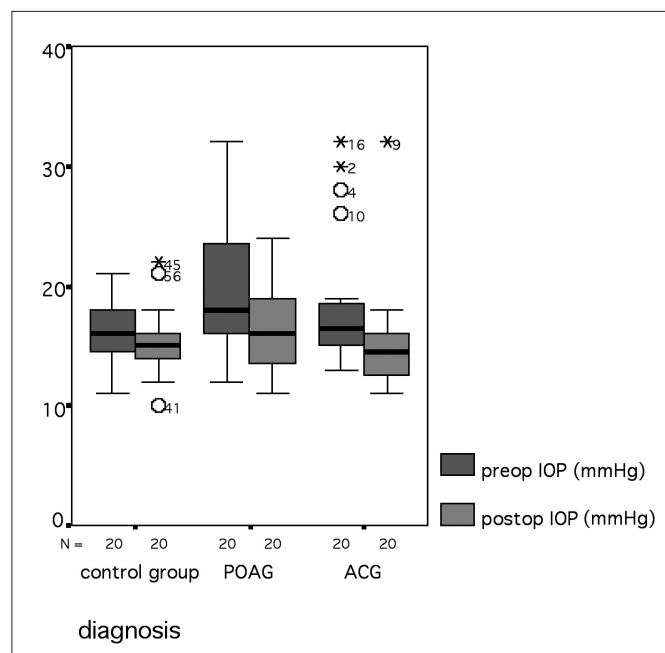 40
30
20
10
0
16
9
2
4
10
45
56
41
preop IOP (mmHg)
postop IOP (mmHg)
N = 20 20 20 20 20 20
control group POAG ACG
diagnosis